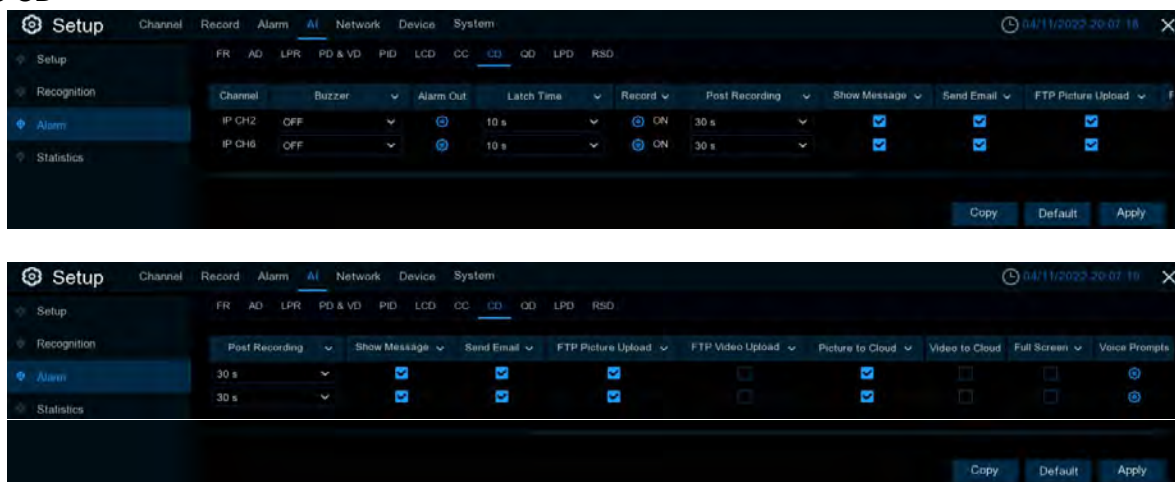 Setup Channel Record Alarm AI Network Device System 04/11/2022 20:07:16
Setup
Recognition
Alarm
Statistics
FR AD LPR PD & VD PID LCD CC CD QD LPD RSD
Channel Buzzer Alarm Out Latch Time Record Post Recording Show Message Send Email FTP Picture Upload F
IP CH2 OFF 10 s ON 30 s
IP CH6 OFF 10 s ON 30 s
Copy Default Apply
Setup Channel Record Alarm AI Network Device System 04/11/2022 20:07:16
Setup
Recognition
Alarm
Statistics
FR AD LPR PD & VD PID LCD CC CD QD LPD RSD
Post Recording Show Message Send Email FTP Picture Upload FTP Video Upload Picture to Cloud Video to Cloud Full Screen Voice Prompts
30 s
30 s
Copy Default Apply